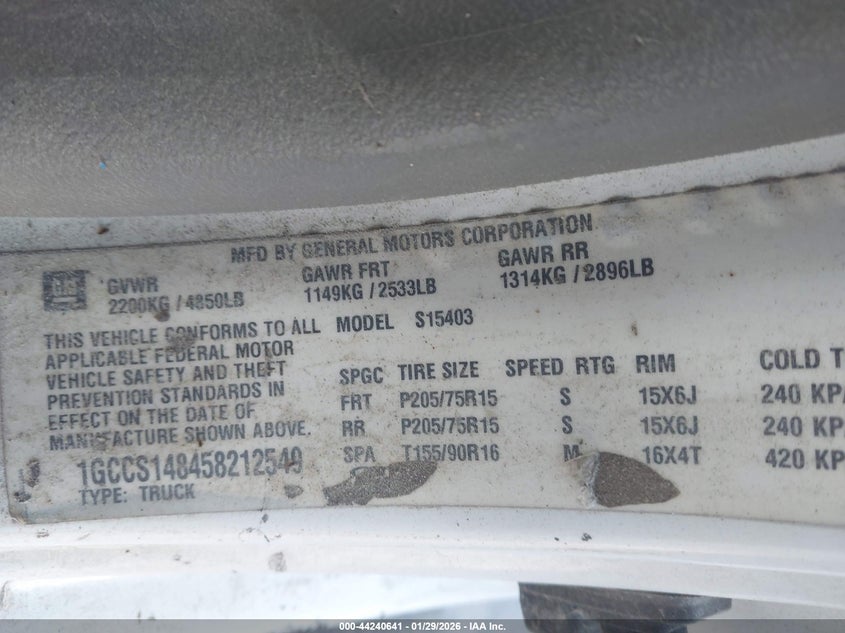 MFD BY GENERAL MOTORS CORPORATION
GM
GVWR GAWR FRT GAWR RR
2200KG / 4850LB 1149KG / 2533LB 1314KG / 2896LB
THIS VEHICLE CONFORMS TO ALL
APPLICABLE FEDERAL MOTOR
VEHICLE SAFETY AND THEFT
PREVENTION STANDARDS IN
EFFECT ON THE DATE OF
MANUFACTURE SHOWN ABOVE.
1GCCS148458212549
TYPE: TRUCK
MODEL S15403
SPGC TIRE SIZE SPEED RTG RIM COLD T
FRT P205/75R15 S 15X6J 240 KPA
RR P205/75R15 S 15X6J 240 KP
SPA T155/90R16 M 16X4T 420 KP
000-44240641 - 01/29/2026 - IAA Inc.